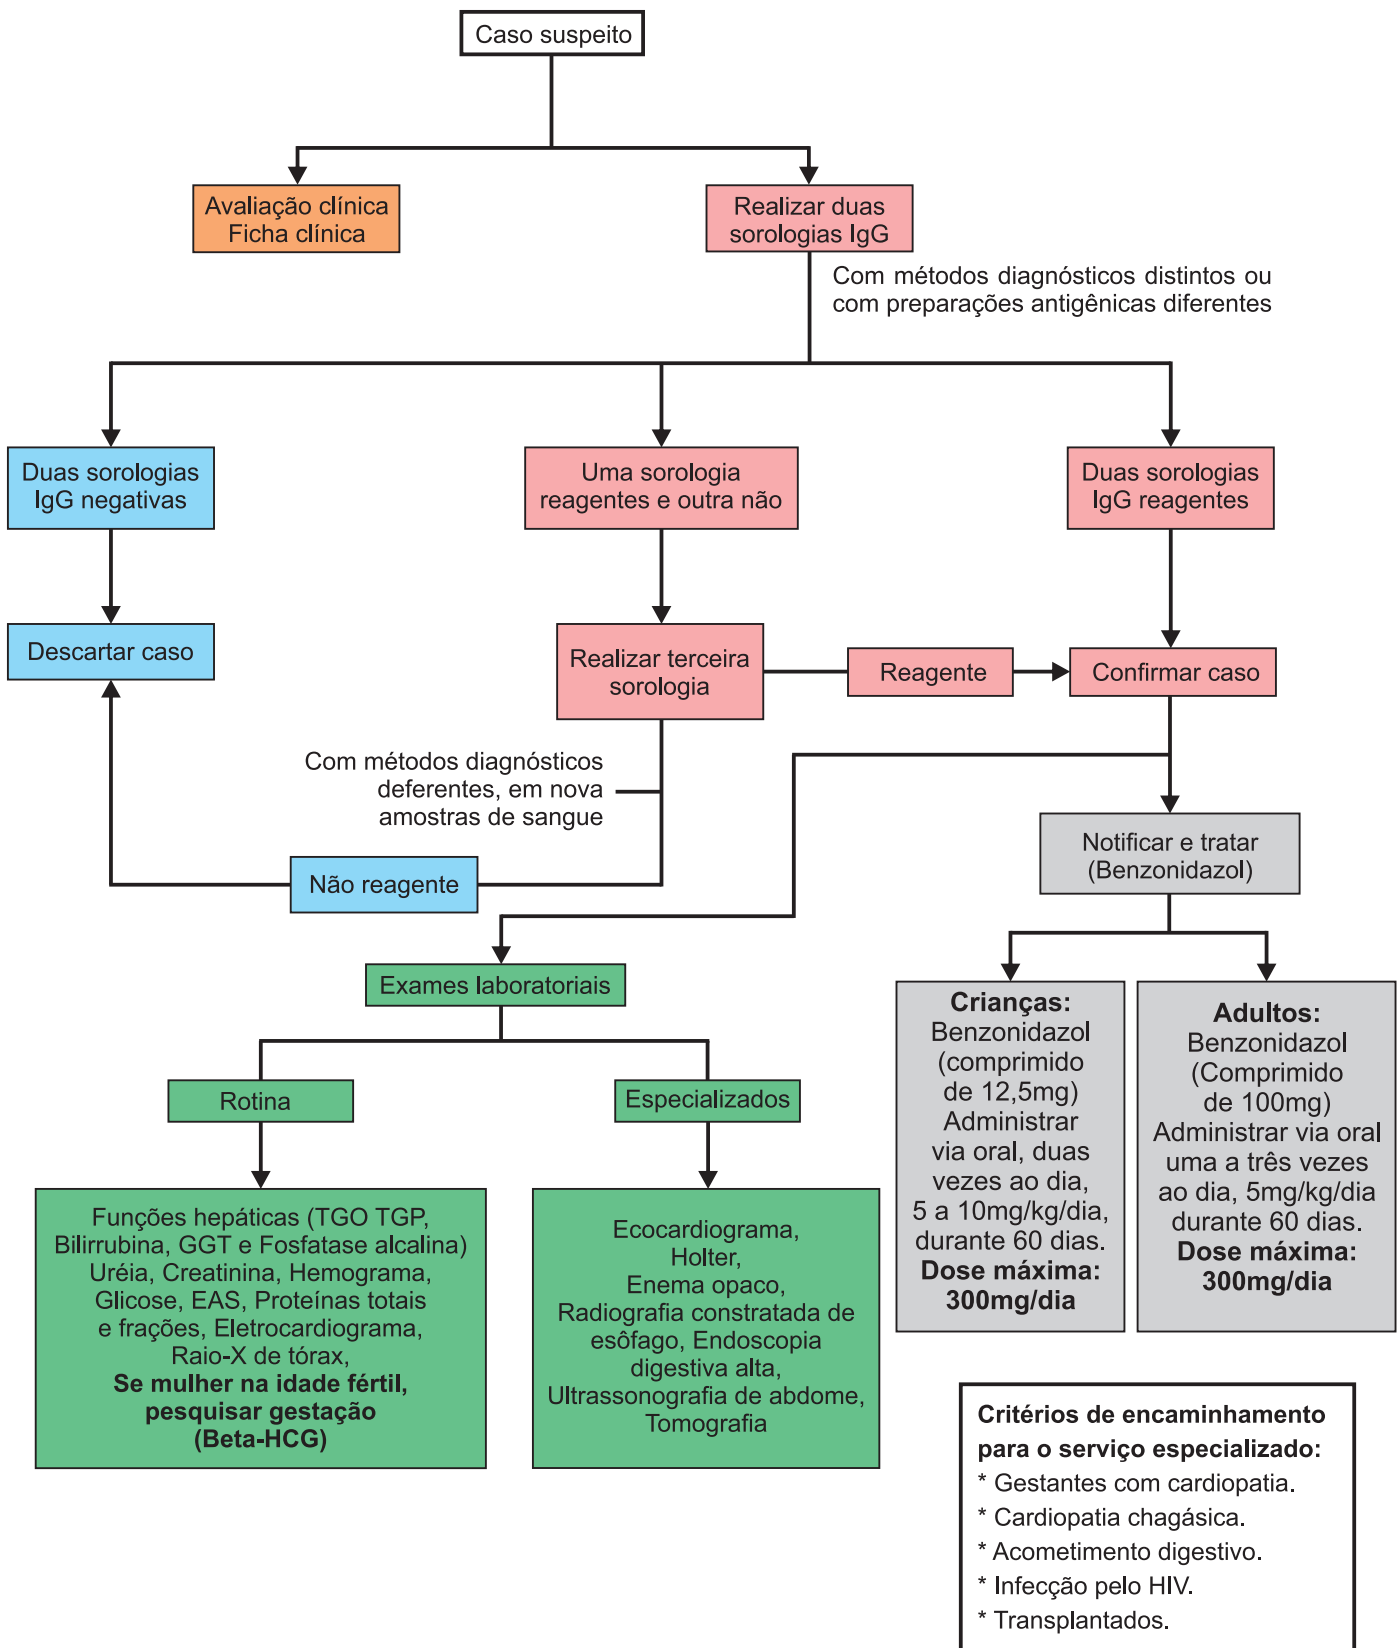 Caso suspeito
Avaliação clínica
Ficha clínica
Realizar duas
sorologias IgG
Com métodos diagnósticos distintos ou
com preparações antigênicas diferentes
Duas sorologias
IgG negativas
Uma sorologia
reagentes e outra não
Duas sorologias
IgG reagentes
Descartar caso
Realizar terceira
sorologia
Reagente
Confirmar caso
Com métodos diagnósticos
deferentes, em nova
amostras de sangue
Não reagente
Notificar e tratar
(Benzonidazol)
Exames laboratoriais
Rotina
Especializados
Funções hepáticas (TGO TGP,
Bilirrubina, GGT e Fosfatase alcalina)
Uréia, Creatinina, Hemograma,
Glicose, EAS, Proteínas totais
e frações, Eletrocardiograma,
Raio-X de tórax,
Se mulher na idade fértil,
pesquisar gestação
(Beta-HCG)
Ecocardiograma,
Holter,
Enema opaco,
Radiografia constratada de
esôfago, Endoscopia
digestiva alta,
Ultrassonografia de abdome,
Tomografia
Crianças:
Benzonidazol
(comprimido
de 12,5mg)
Administrar
via oral, duas
vezes ao dia,
5 a 10mg/kg/dia,
durante 60 dias.
Dose máxima:
300mg/dia
Adultos:
Benzonidazol
(Comprimido
de 100mg)
Administrar via oral
uma a três vezes
ao dia, 5mg/kg/dia
durante 60 dias.
Dose máxima:
300mg/dia
Critérios de encaminhamento
para o serviço especializado:
* Gestantes com cardiopatia.
* Cardiopatia chagásica.
* Acometimento digestivo.
* Infecção pelo HIV.
* Transplantados.